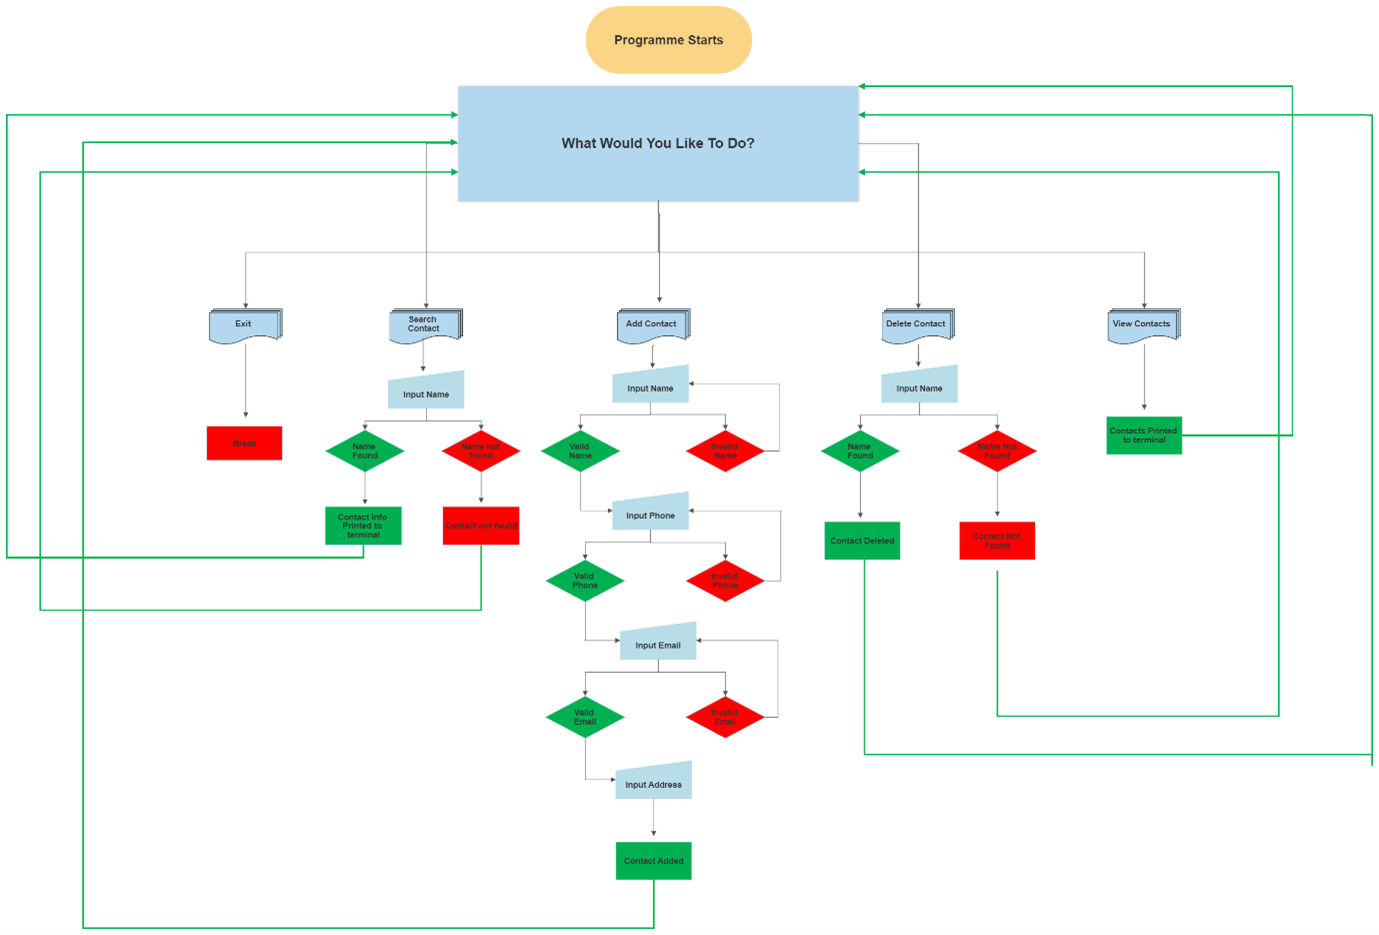 Programme Starts
What Would You Like To Do?
Exit
Search
Contact
Add Contact
Delete Contact
View Contacts
Input Name
Input Name
Input Name
Break
Name
Found
Name not
found
Valid
Name
Invalid
Name
Name
Found
Name Not
Found
Contacts Printed
to terminal
Contact Info
Printed to
terminal
Contact not found
Input Phone
Contact Deleted
Contact Not
Found
Valid
Phone
Invalid
Phone
Input Email
Valid
Email
Invalid
Email
Input Address
Contact Added